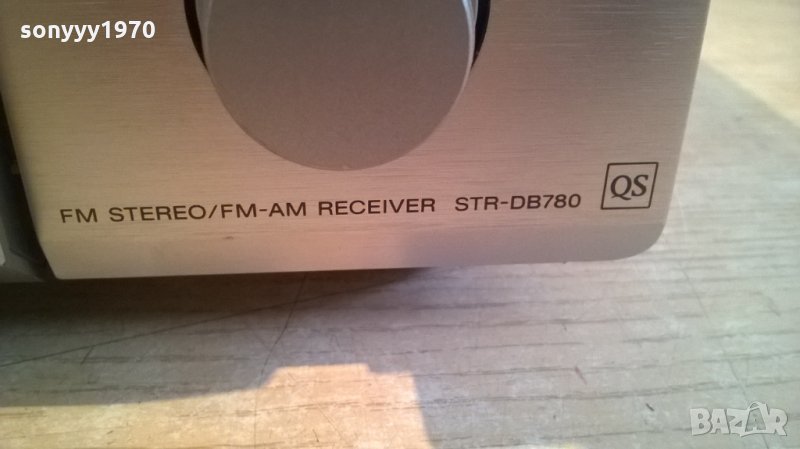 sonyyy1970
FM STEREO/FM-AM RECEIVER STR-DB780 QS
BAZAR